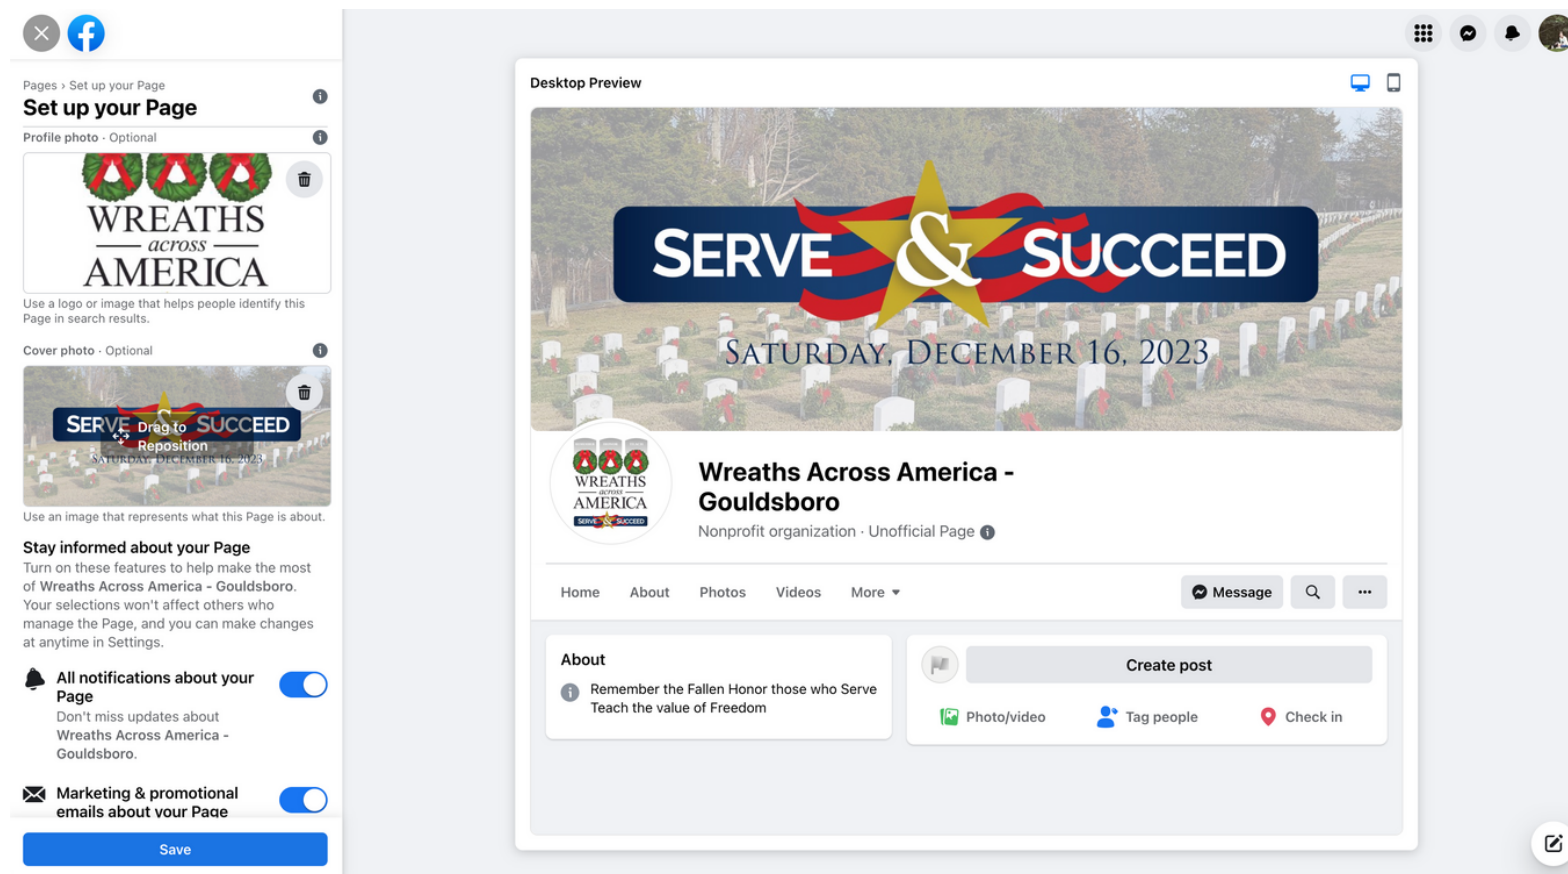 Pages › Set up your Page
Set up your Page
Profile photo · Optional
WREATHS
across
AMERICA
Use a logo or image that helps people identify this
Page in search results.
Cover photo · Optional
SERVE & SUCCEED
Drag to
Reposition
SATURDAY, DECEMBER 16, 2023
Use an image that represents what this Page is about.
Stay informed about your Page
Turn on these features to help make the most
of Wreaths Across America - Gouldsboro.
Your selections won't affect others who
manage the Page, and you can make changes
at anytime in Settings.
All notifications about your
Page
Don't miss updates about
Wreaths Across America -
Gouldsboro.
Marketing & promotional
emails about your Page
Save
Desktop Preview
SERVE & SUCCEED
SATURDAY, DECEMBER 16, 2023
WREATHS
across
AMERICA
SERVE & SUCCEED
Wreaths Across America -
Gouldsboro
Nonprofit organization · Unofficial Page
Home About Photos Videos More
Message
About
Remember the Fallen Honor those who Serve
Teach the value of Freedom
Create post
Photo/video Tag people Check in